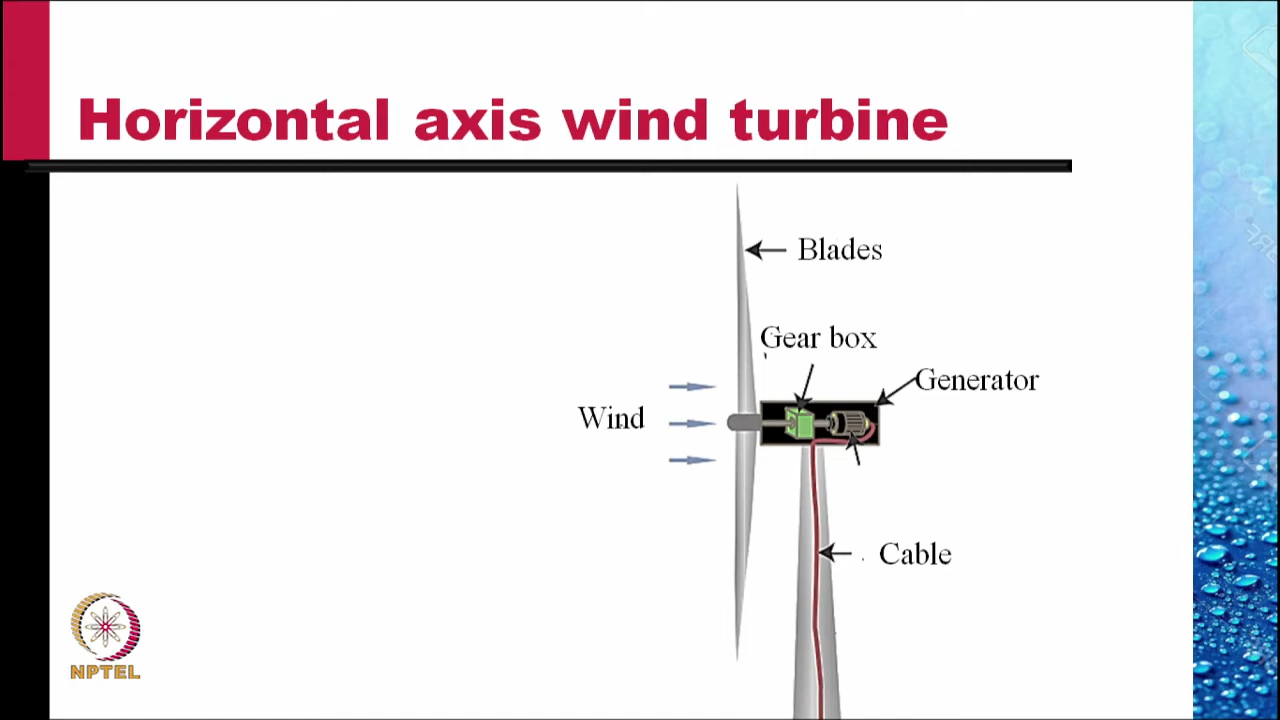 Horizontal axis wind turbine
Blades
Gear box
Generator
Wind
Cable
NPTEL